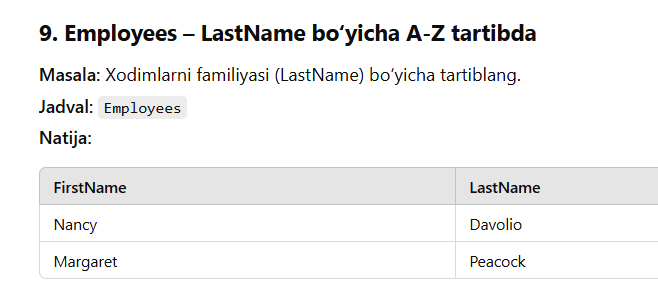 9. Employees – LastName bo‘yicha A-Z tartibda
Masala: Xodimlarni familiyasi (LastName) bo‘yicha tartiblang.
Jadval: Employees
Natija:
FirstName LastName
Nancy Davolio
Margaret Peacock